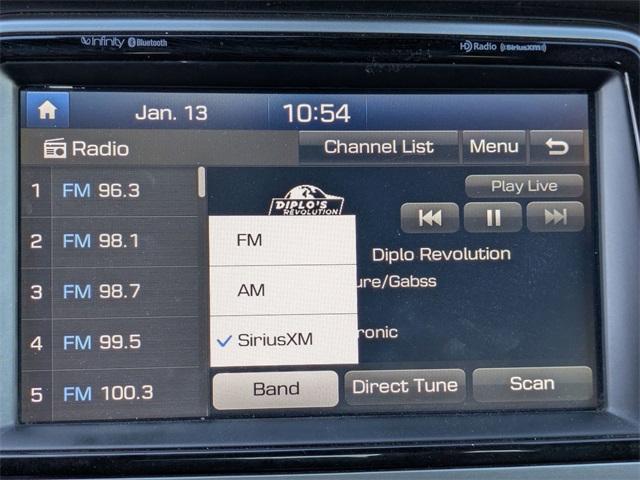 Infinity Bluetooth HD Radio ((SiriusXM))
Jan. 13 10:54
Radio Channel List Menu
1 FM 96.3 Play Live
DIPLO'S
REVOLUTION
2 FM 98.1 FM Diplo Revolution
ure/Gabss
3 FM 98.7 AM
ronic
4 FM 99.5 SiriusXM
5 FM 100.3 Band Direct Tune Scan